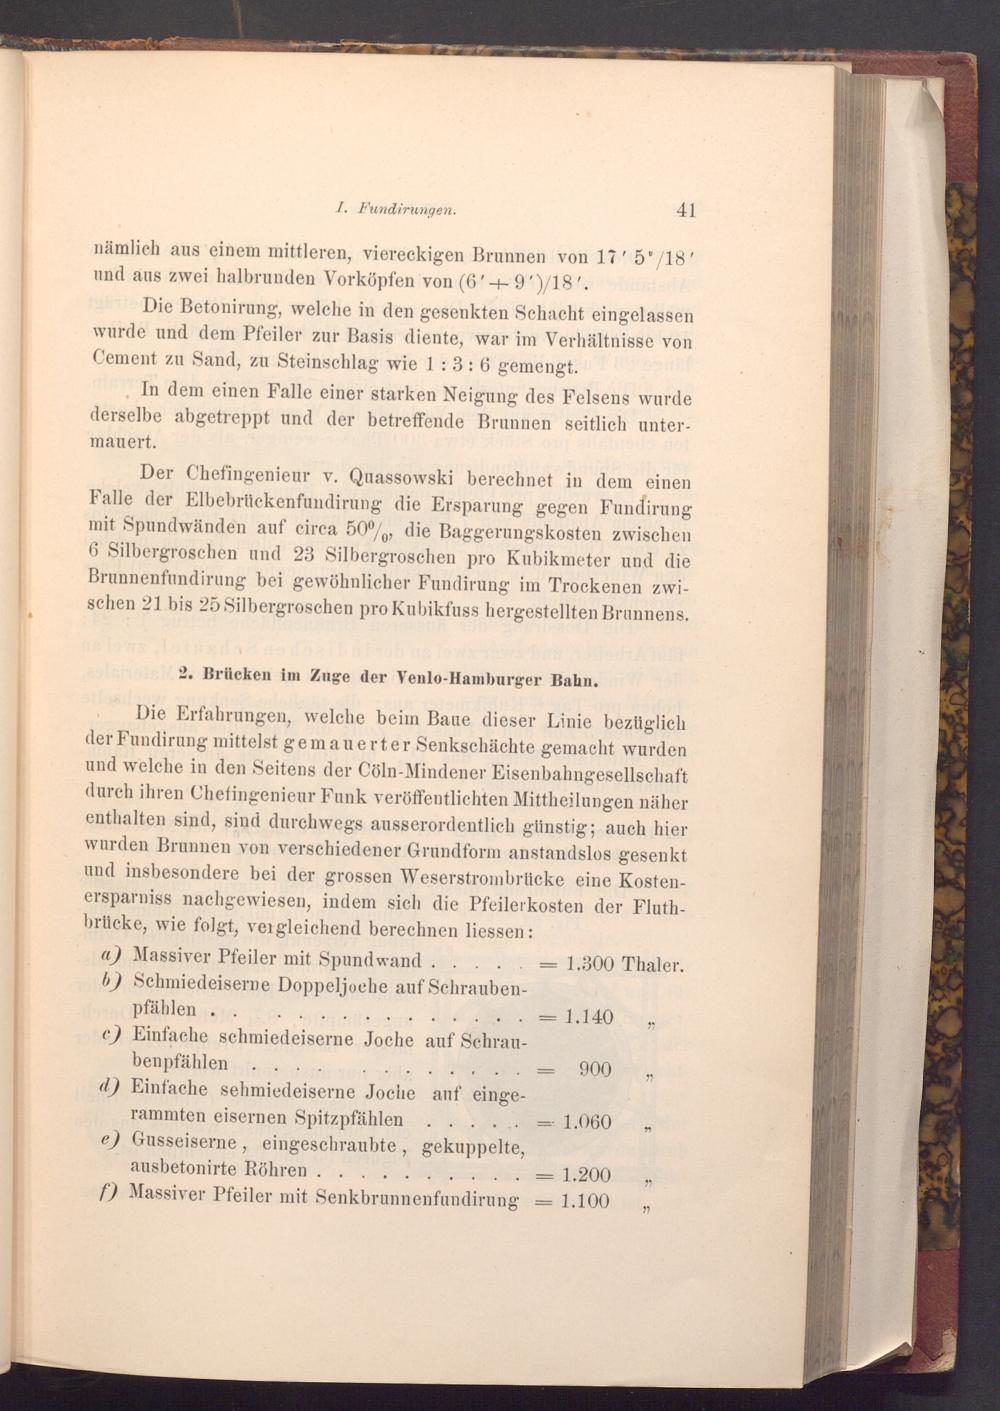 I. Fundirungen. 41
nämlich aus einem mittleren, viereckigen Brunnen von 17′ 5″/18′
und aus zwei halbrunden Vorköpfen von (6′ + 9′)/18′.
Die Betonirung, welche in den gesenkten Schacht eingelassen
wurde und dem Pfeiler zur Basis diente, war im Verhältnisse von
Cement zu Sand, zu Steinschlag wie 1 : 3 : 6 gemengt.
In dem einen Falle einer starken Neigung des Felsens wurde
derselbe abgetreppt und der betreffende Brunnen seitlich unter-
mauert.
Der Chefingenieur v. Quassowski berechnet in dem einen
Falle der Elbebrückenfundirung die Ersparung gegen Fundirung
mit Spundwänden auf circa 50%, die Baggerungskosten zwischen
6 Silbergroschen und 23 Silbergroschen pro Kubikmeter und die
Brunnenfundirung bei gewöhnlicher Fundirung im Trockenen zwi-
schen 21 bis 25 Silbergroschen pro Kubikfuss hergestellten Brunnens.
2. Brücken im Zuge der Venlo-Hamburger Bahn.
Die Erfahrungen, welche beim Baue dieser Linie bezüglich
der Fundirung mittelst gemauerter Senkschächte gemacht wurden
und welche in den Seitens der Cöln-Mindener Eisenbahngesellschaft
durch ihren Chefingenieur Funk veröffentlichten Mittheilungen näher
enthalten sind, sind durchwegs ausserordentlich günstig; auch hier
wurden Brunnen von verschiedener Grundform anstandslos gesenkt
und insbesondere bei der grossen Weserstrombrücke eine Kosten-
ersparniss nachgewiesen, indem sich die Pfeilerkosten der Fluth-
brücke, wie folgt, vergleichend berechnen liessen:
a) Massiver Pfeiler mit Spundwand . . . . . = 1.300 Thaler.
b) Schmiedeiserne Doppeljoche auf Schrauben-
pfählen . . . . . . . . . . . . . = 1.140 „
c) Einfache schmiedeiserne Joche auf Schrau-
benpfählen . . . . . . . . . . . = 900 „
d) Einfache schmiedeiserne Joche auf einge-
rammten eisernen Spitzpfählen . . . . . = 1.060 „
e) Gusseiserne, eingeschraubte, gekuppelte,
ausbetonirte Röhren . . . . . . . . . = 1.200 „
f) Massiver Pfeiler mit Senkbrunnenfundirung = 1.100 „